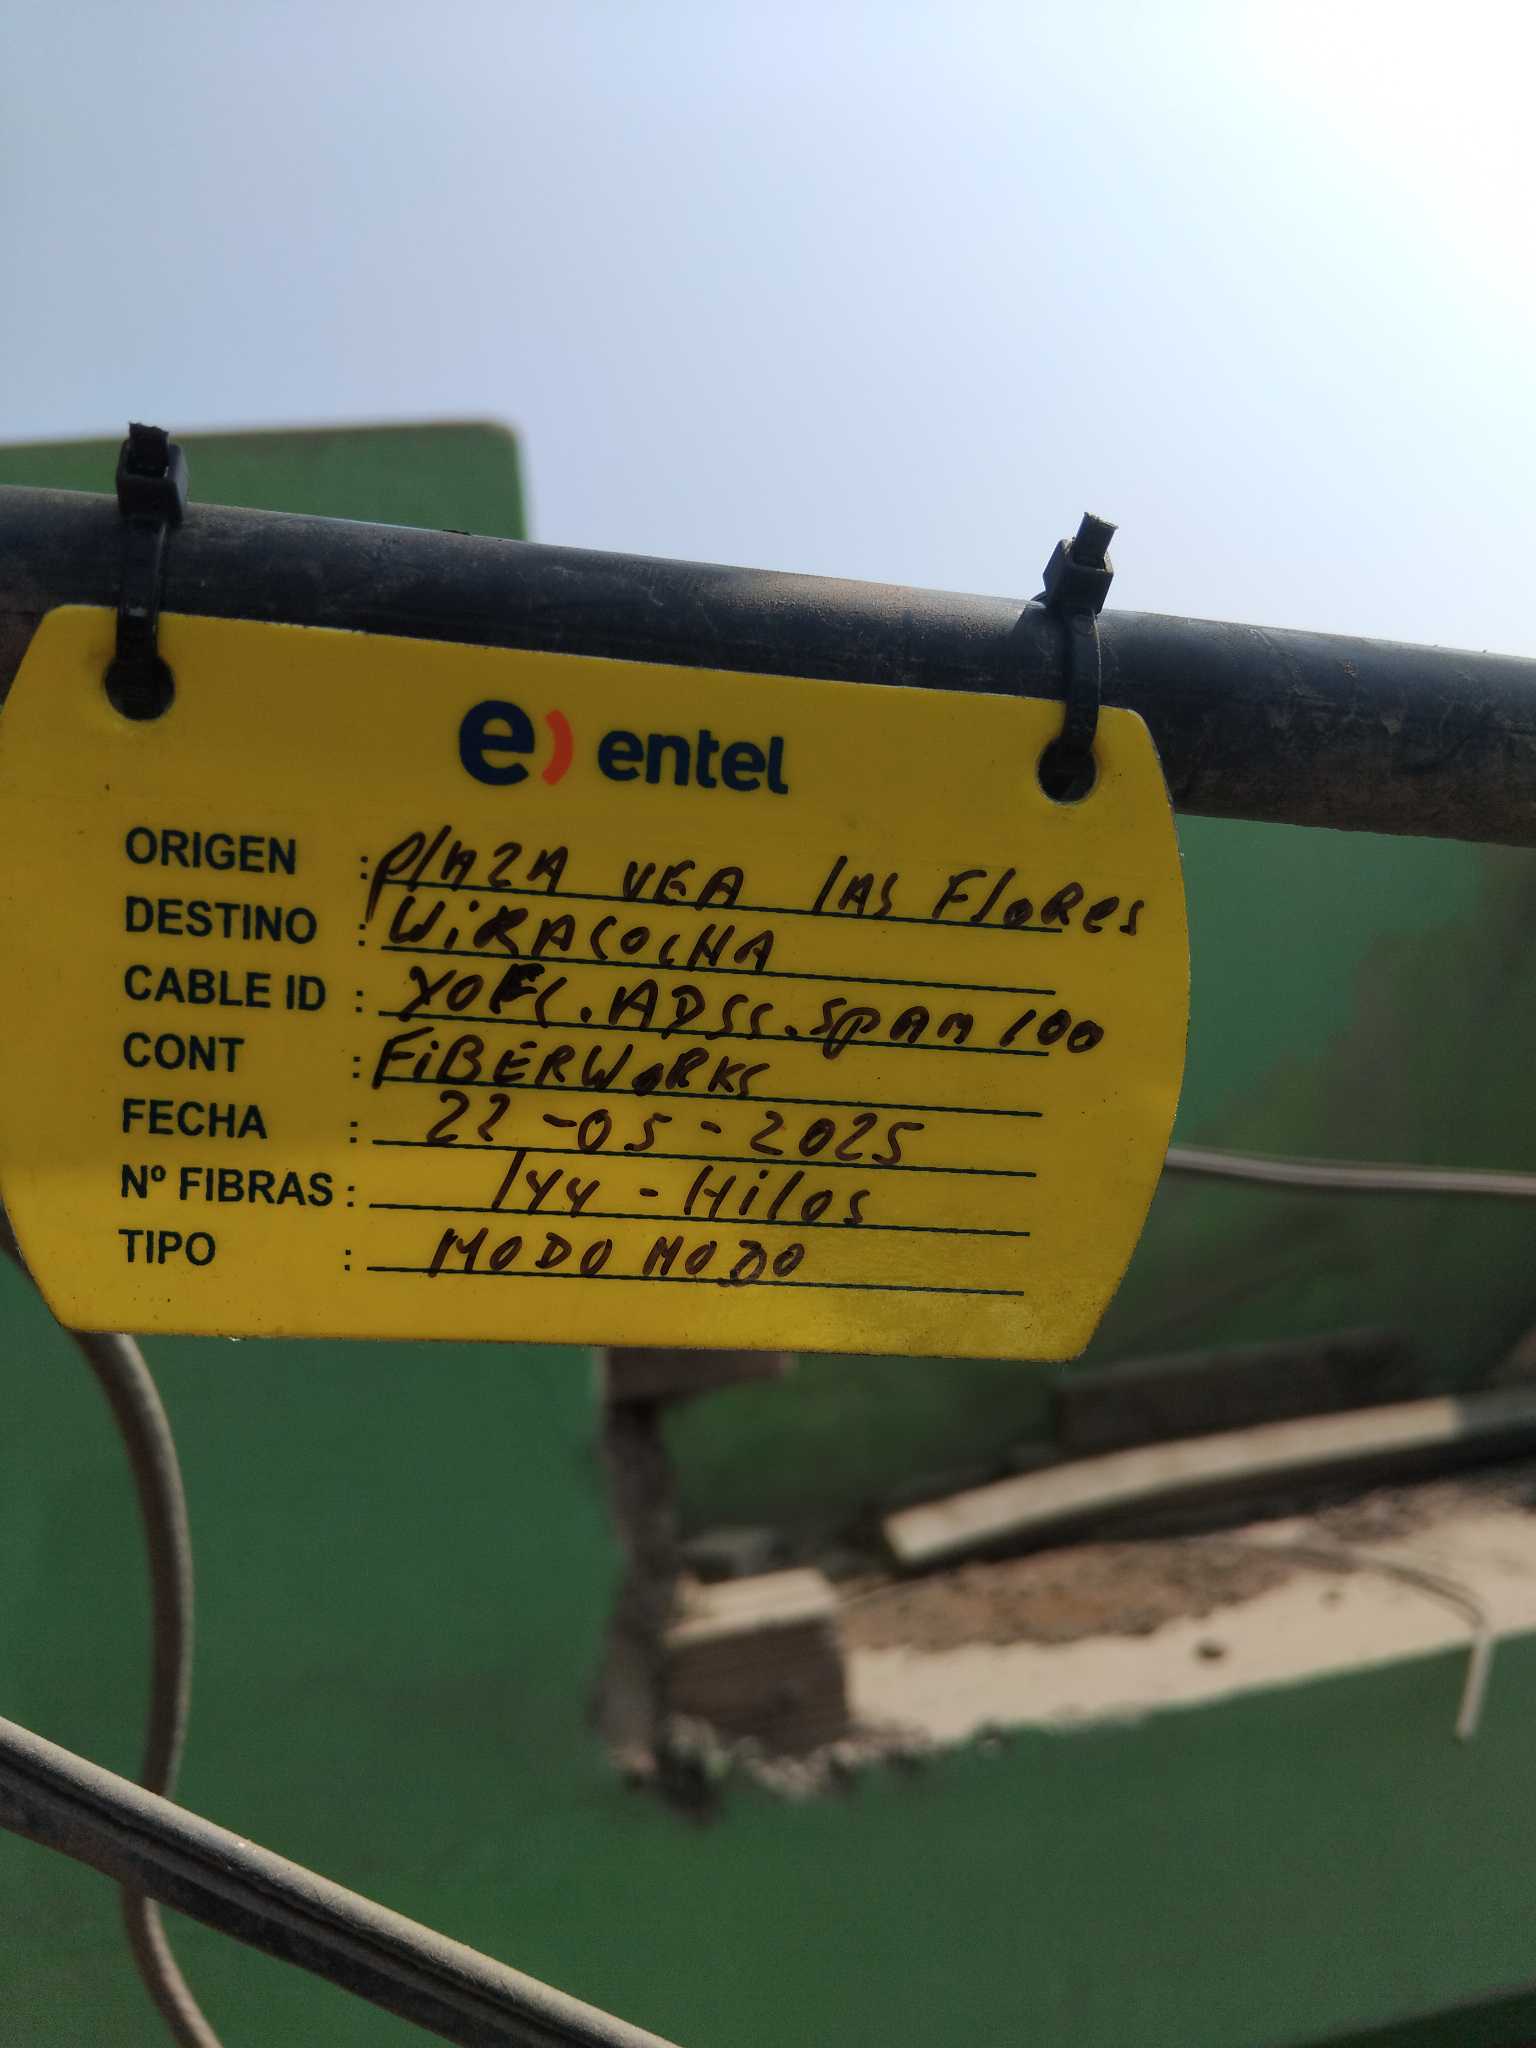 e) entel
ORIGEN : PlAZA VEA lAS FloRes
DESTINO : WiRACOCHA
CABLE ID : YOFC.ADSS.SPAM 100
CONT : FiBERWoRKS
FECHA : 22-05-2025
Nº FIBRAS : 144 - Hilos
TIPO : MODO MODO